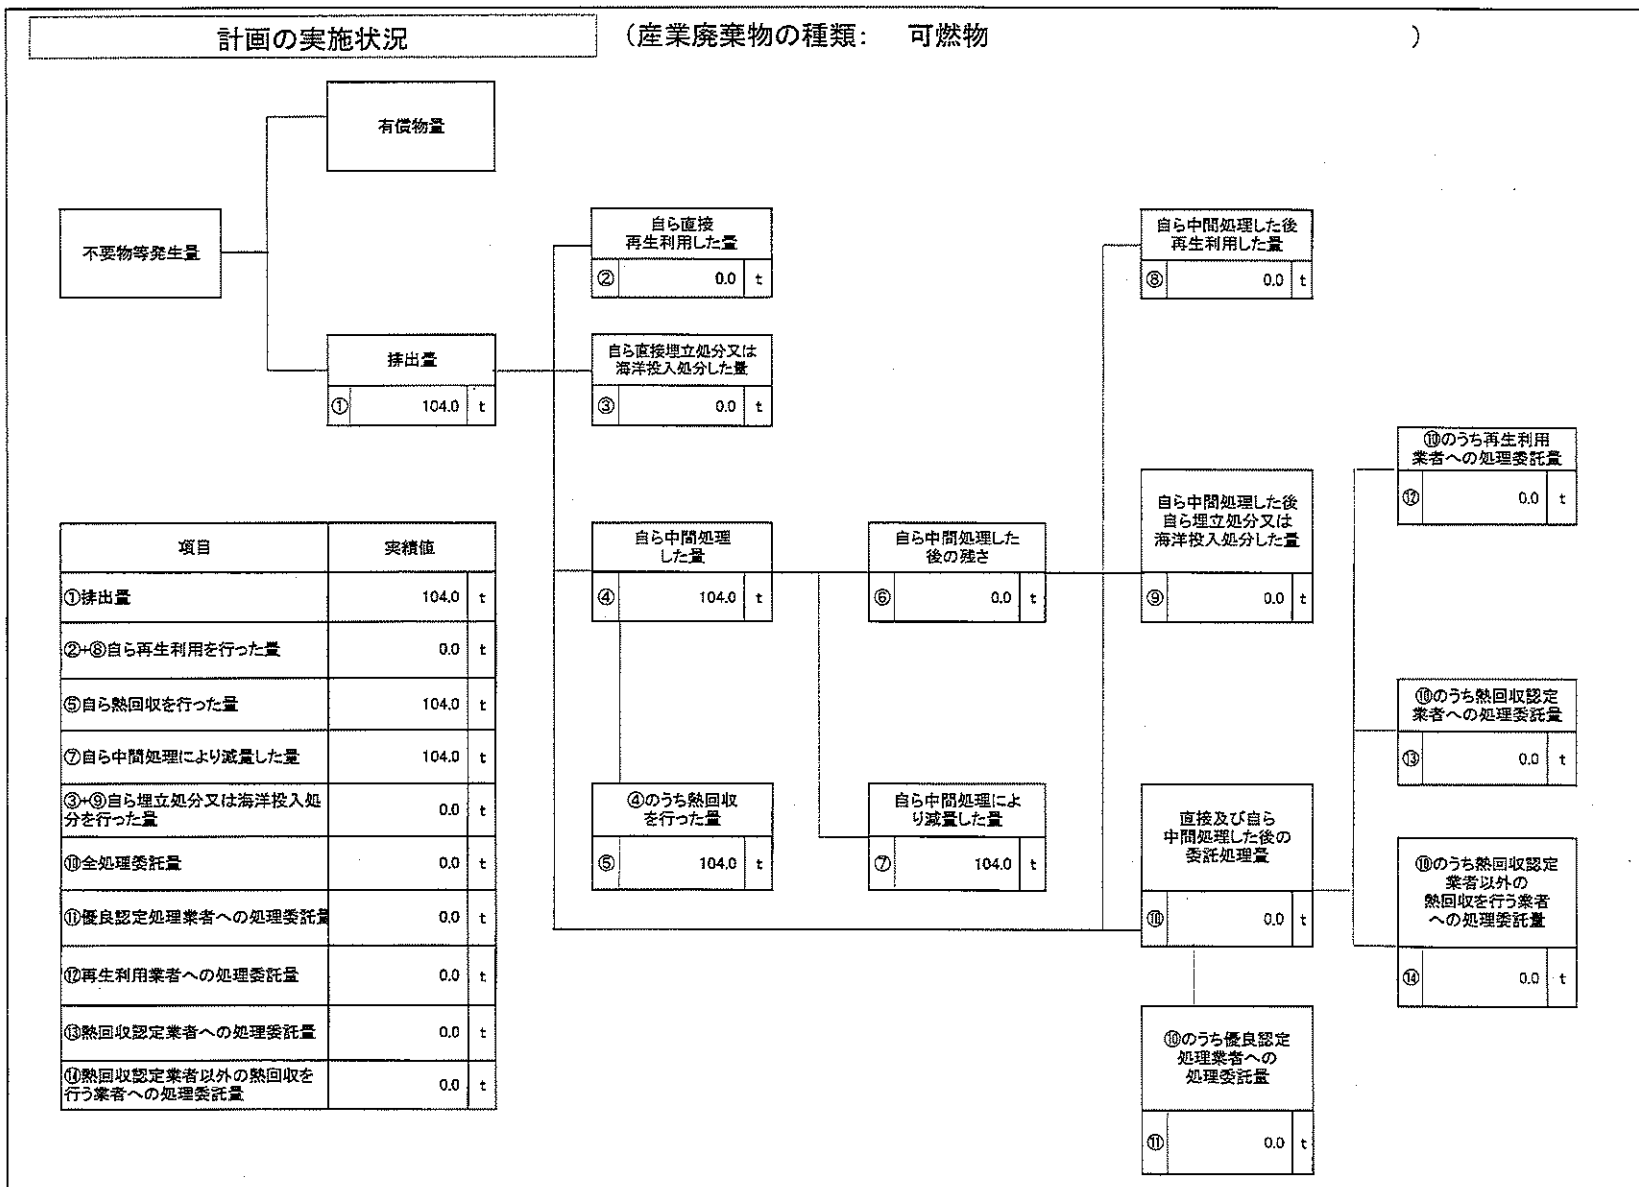 計画の実施状況 （産業廃棄物の種類： 可燃物 ）
有償物量
不要物等発生量
排出量
① 104.0 t
自ら直接
再生利用した量
② 0.0 t
自ら直接埋立処分又は
海洋投入処分した量
③ 0.0 t
自ら中間処理した後
再生利用した量
⑧ 0.0 t
自ら中間処理
した量
④ 104.0 t
自ら中間処理した
後の残さ
⑥ 0.0 t
自ら中間処理した後
自ら埋立処分又は
海洋投入処分した量
⑨ 0.0 t
④のうち熱回収
を行った量
⑤ 104.0 t
自ら中間処理によ
り減量した量
⑦ 104.0 t
直接及び自ら
中間処理した後の
委託処理量
⑩ 0.0 t
⑩のうち優良認定
処理業者への
処理委託量
⑪ 0.0 t
⑩のうち再生利用
業者への処理委託量
⑫ 0.0 t
⑩のうち熱回収認定
業者への処理委託量
⑬ 0.0 t
⑩のうち熱回収認定
業者以外の
熱回収を行う業者
への処理委託量
⑭ 0.0 t
項目 実績値
①排出量 104.0 t
②+⑧自ら再生利用を行った量 0.0 t
⑤自ら熱回収を行った量 104.0 t
⑦自ら中間処理により減量した量 104.0 t
③+⑨自ら埋立処分又は海洋投入処
分を行った量 0.0 t
⑩全処理委託量 0.0 t
⑪優良認定処理業者への処理委託量 0.0 t
⑫再生利用業者への処理委託量 0.0 t
⑬熱回収認定業者への処理委託量 0.0 t
⑭熱回収認定業者以外の熱回収を
行う業者への処理委託量 0.0 t